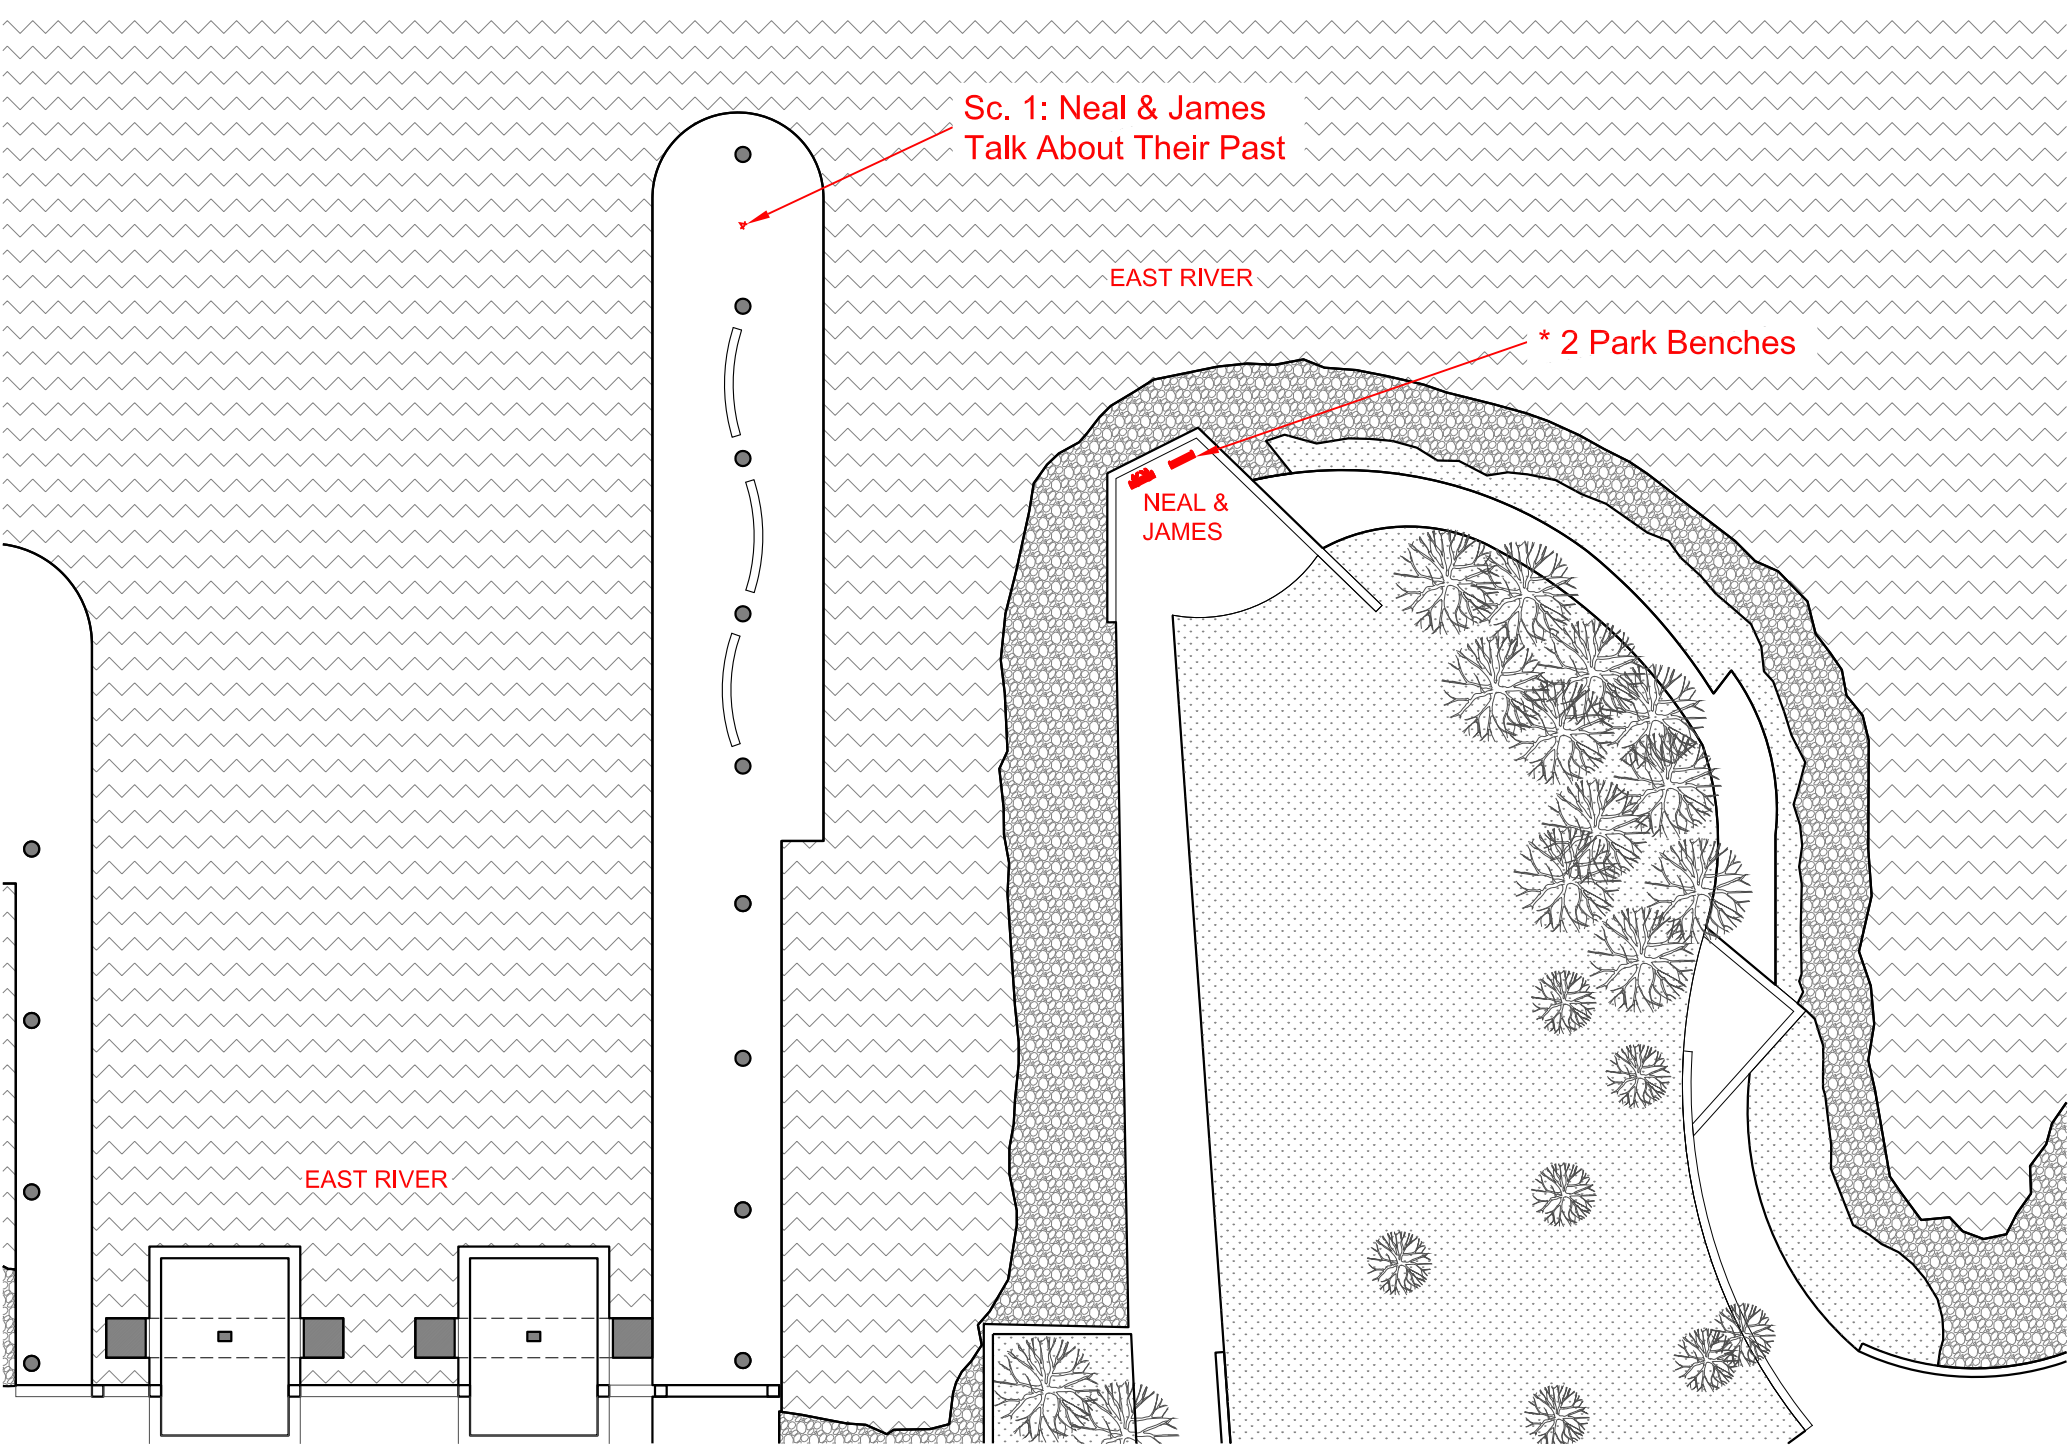 Sc. 1: Neal & James
Talk About Their Past
EAST RIVER
* 2 Park Benches
NEAL &
JAMES
EAST RIVER